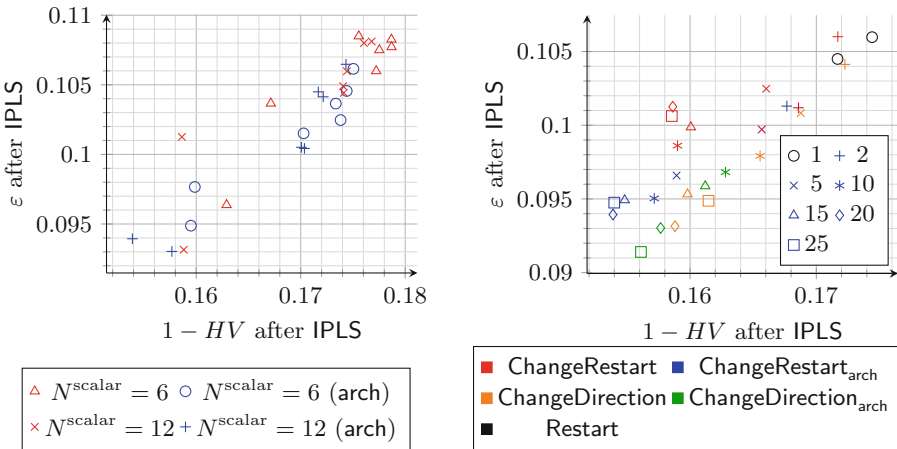 0.11
0.105
0.1
0.095
ε after IPLS
0.16 0.17 0.18
1 − HV after IPLS
N^scalar = 6 N^scalar = 6 (arch)
N^scalar = 12 N^scalar = 12 (arch)
0.105
0.1
0.095
0.09
ε after IPLS
0.16 0.17
1 − HV after IPLS
1 2
5 10
15 20
25
ChangeRestart ChangeRestart_arch
ChangeDirection ChangeDirection_arch
Restart